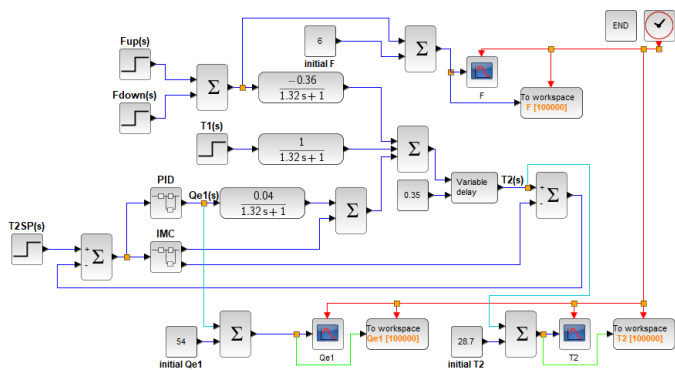 Fup(s)
Fdown(s)
Σ
−0.36
1.32 s + 1
6
initial F
Σ
END
F
To workspace
F [100000]
T1(s)
1
1.32 s + 1
Σ
PID
Qe1(s)
0.04
1.32 s + 1
Σ
0.35
Variable
delay
T2(s)
+
-
Σ
T2SP(s)
+
-
Σ
IMC
54
initial Qe1
Σ
Qe1
To workspace
Qe1 [100000]
28.7
initial T2
Σ
T2
To workspace
T2 [100000]